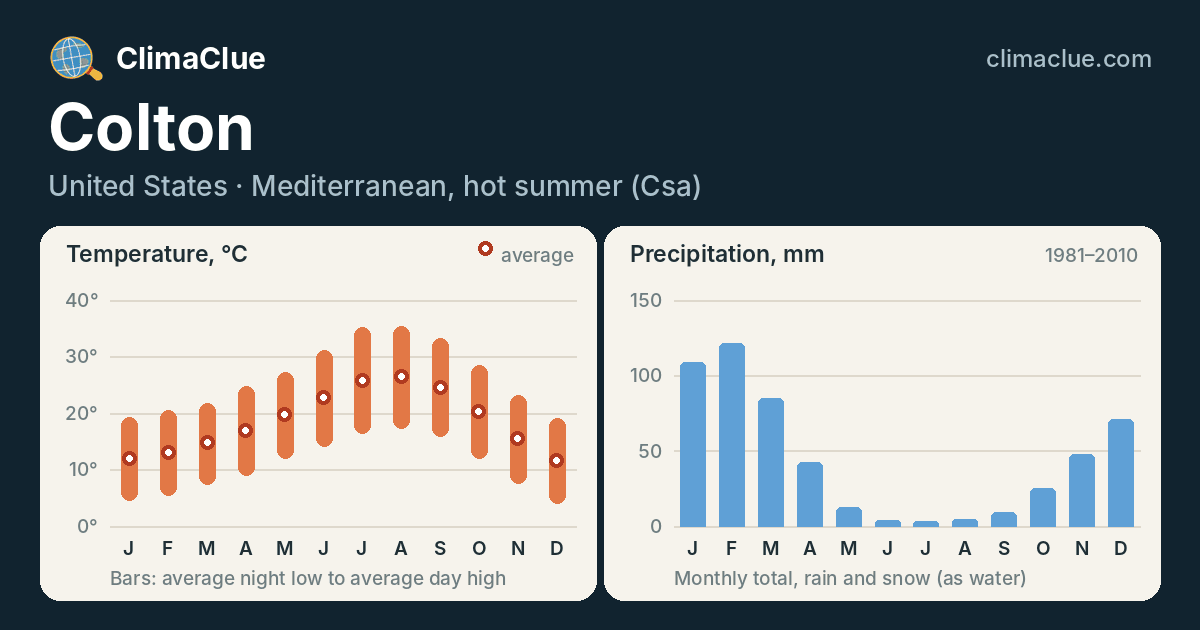 ClimaClue
climaclue.com
Colton
United States · Mediterranean, hot summer (Csa)
Temperature, °C
average
40°
30°
20°
10°
0°
J F M A M J J A S O N D
Bars: average night low to average day high
Precipitation, mm
1981–2010
150
100
50
0
J F M A M J J A S O N D
Monthly total, rain and snow (as water)